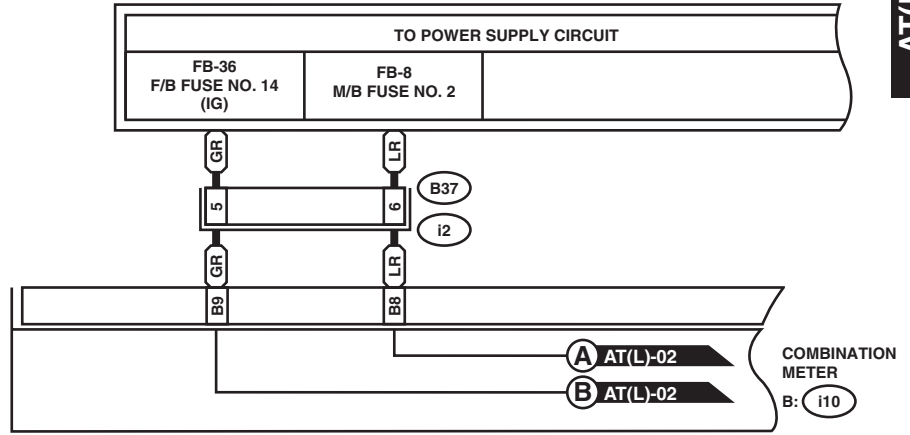 TO POWER SUPPLY CIRCUIT
FB-36
F/B FUSE NO. 14
(IG)
FB-8
M/B FUSE NO. 2
GR
LR
5
6
B37
i2
GR
LR
B9
B8
A AT(L)-02
B AT(L)-02
COMBINATION
METER
B: i10